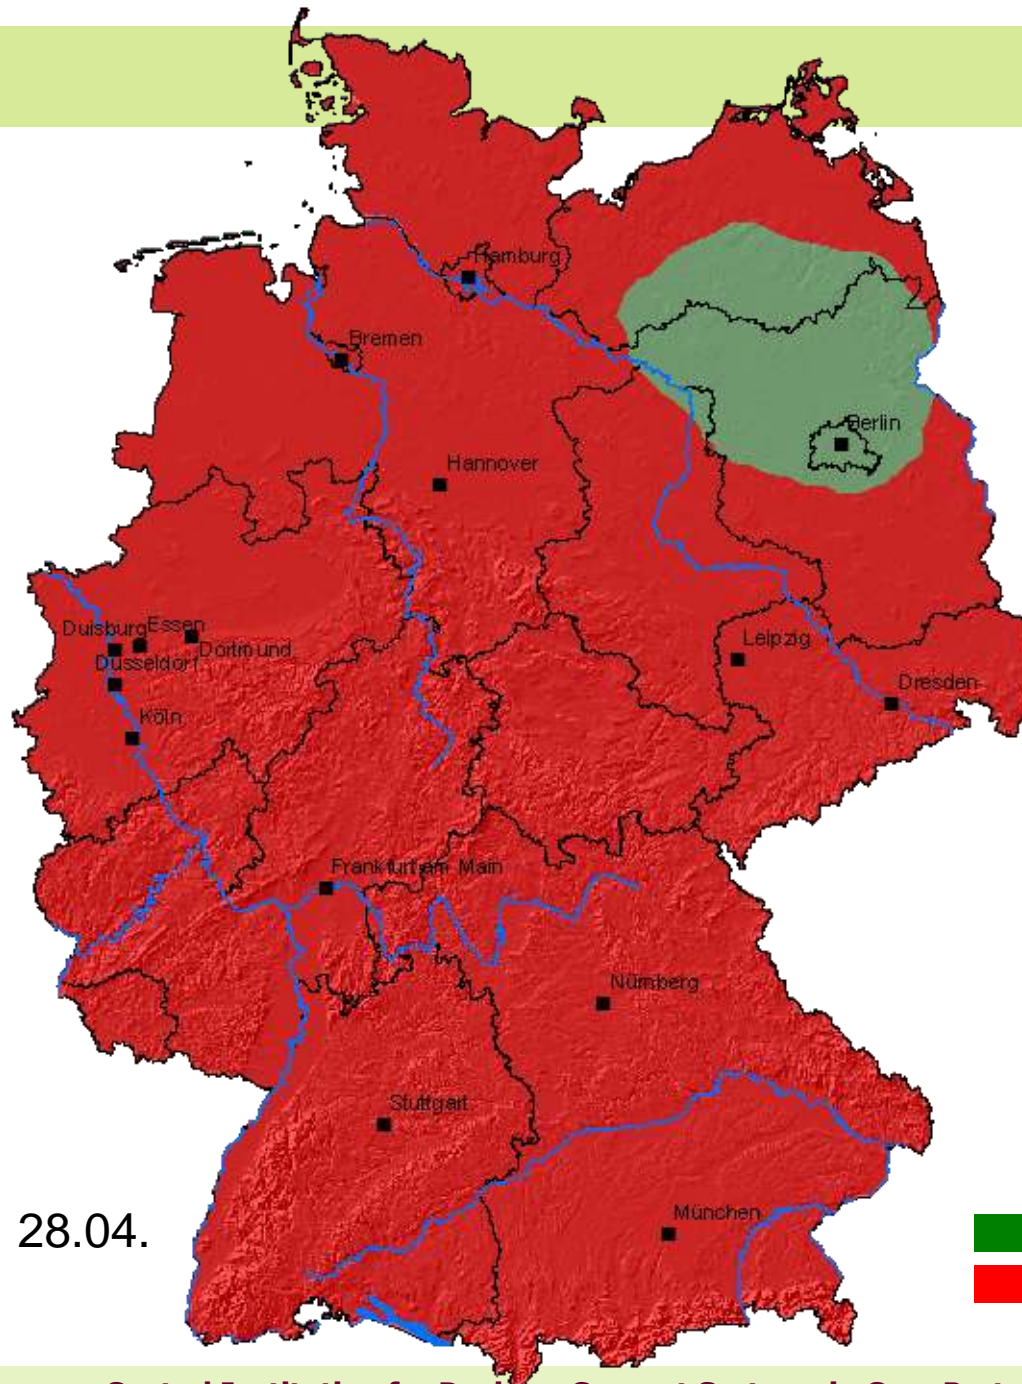 Hamburg
Bremen
Berlin
Hannover
Duisburg Essen
Dortmund
Düsseldorf
Leipzig
Dresden
Köln
Frankfurt am Main
Nürnberg
Stuttgart
München
28.04.